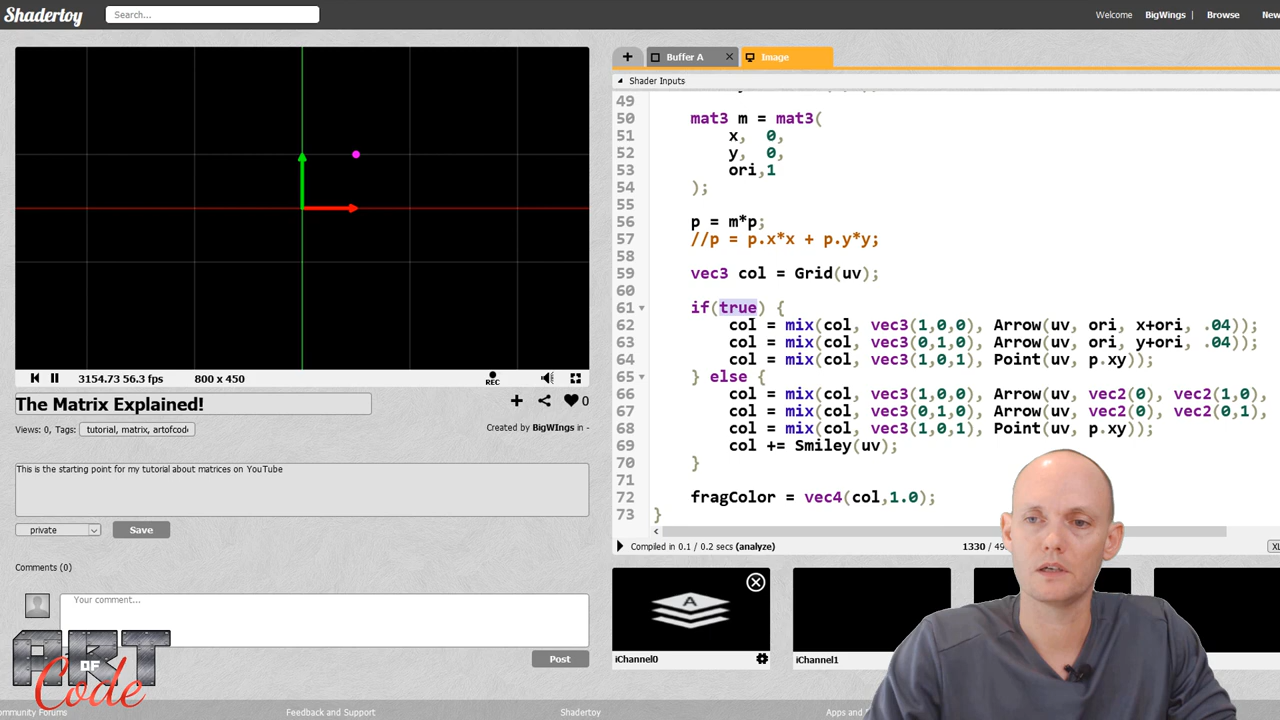 Shadertoy
Search...
Welcome BigWings | Browse New
+ Buffer A × Image
Shader Inputs
49
50 mat3 m = mat3(
51 x, 0,
52 y, 0,
53 ori,1
54 );
55
56 p = m*p;
57 //p = p.x*x + p.y*y;
58
59 vec3 col = Grid(uv);
60
61 if(true) {
62 col = mix(col, vec3(1,0,0), Arrow(uv, ori, x+ori, .04));
63 col = mix(col, vec3(0,1,0), Arrow(uv, ori, y+ori, .04));
64 col = mix(col, vec3(1,0,1), Point(uv, p.xy));
65 } else {
66 col = mix(col, vec3(1,0,0), Arrow(uv, vec2(0), vec2(1,0),
67 col = mix(col, vec3(0,1,0), Arrow(uv, vec2(0), vec2(0,1),
68 col = mix(col, vec3(1,0,1), Point(uv, p.xy));
69 col += Smiley(uv);
70 }
71
72 fragColor = vec4(col,1.0);
73 }
3154.73 56.3 fps 800 x 450 REC
The Matrix Explained!
0
Views: 0, Tags: tutorial, matrix, artofcode
Created by BigWIngs in -
This is the starting point for my tutorial about matrices on YouTube
private Save
Compiled in 0.1 / 0.2 secs (analyze) 1330 / 49
Comments (0)
Your comment...
Post
A
iChannel0 iChannel1
ART OF Code
ommunity Forums Feedback and Support Shadertoy Apps and